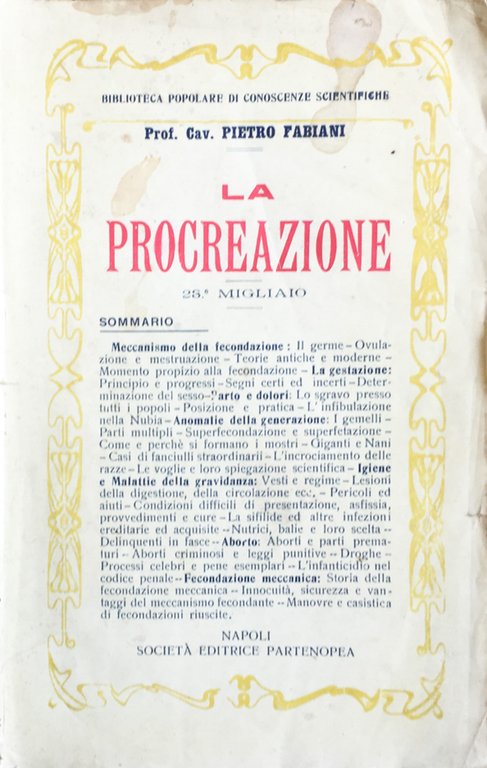 BIBLIOTECA POPOLARE DI CONOSCENZE SCIENTIFICHE
Prof. Cav. PIETRO FABIANI
LA
PROCREAZIONE
25.° MIGLIAIO
SOMMARIO
Meccanismo della fecondazione : Il germe – Ovula-
zione e mestruazione – Teorie antiche e moderne –
Momento propizio alla fecondazione – La gestazione:
Principio e progressi – Segni certi ed incerti – Deter-
minazione del sesso – Parto e dolori: Lo sgravo presso
tutti i popoli – Posizione e pratica – L'infibulazione
nella Nubia – Anomalie della generazione: I gemelli –
Parti multipli – Superfecondazione e superfetazione –
Come e perchè si formano i mostri – Giganti e Nani
– Casi di fanciulli straordinarii – L'incrociamento delle
razze – Le voglie e loro spiegazione scientifica – Igiene
e Malattie della gravidanza: Vesti e regime – Lesioni
della digestione, della circolazione ecc. – Pericoli ed
aiuti – Condizioni difficili di presentazione, asfissia,
provvedimenti e cure – La sifilide ed altre infezioni
ereditarie ed acquisite – Nutrici, balie e loro scelta –
Delinquenti in fasce – Aborto: Aborti e parti prema-
turi – Aborti criminosi e leggi punitive – Droghe –
Processi celebri e pene esemplari – L'infanticidio nel
codice penale – Fecondazione meccanica: Storia della
fecondazione meccanica – Innocuità, sicurezza e van-
taggi del meccanismo fecondante – Manovre e casistica
di fecondazioni riuscite.
NAPOLI
SOCIETÀ EDITRICE PARTENOPEA